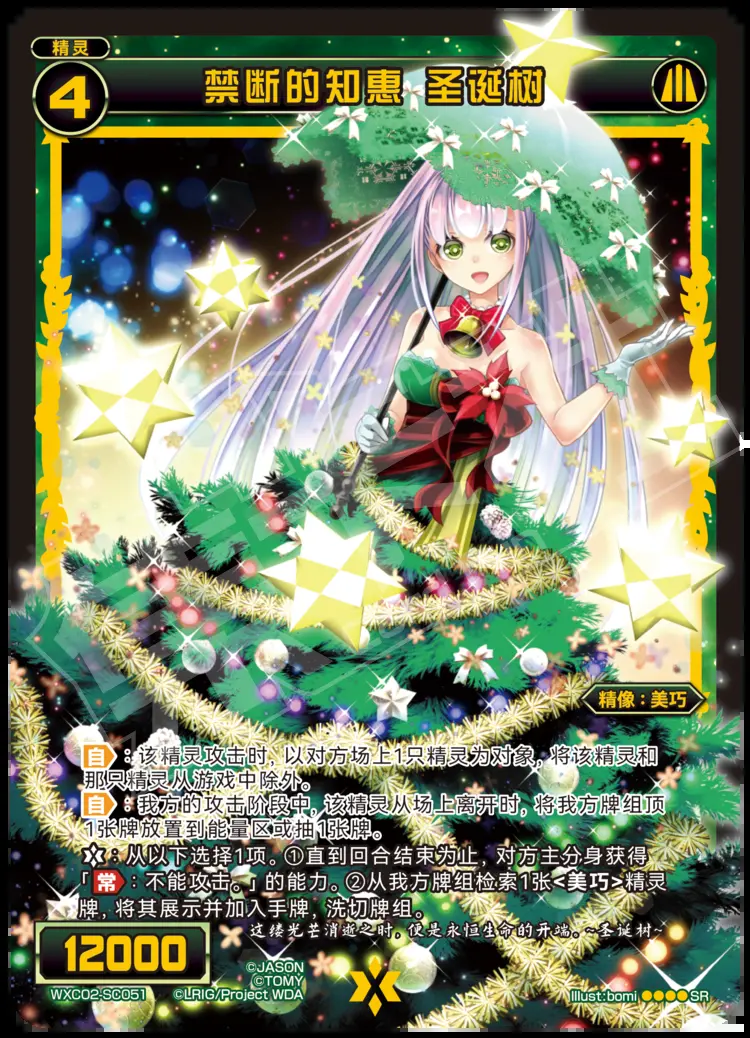 精灵
4
禁断的知惠 圣诞树
精像：美巧
自：该精灵攻击时，以对方场上1只精灵为对象，将该精灵和
那只精灵从游戏中除外。
自：我方的攻击阶段中，该精灵从场上离开时，将我方牌组顶
1张牌放置到能量区或抽1张牌。
：从以下选择1项。①直到回合结束为止，对方主分身获得
「常：不能攻击。」的能力。②从我方牌组检索1张<美巧>精灵
牌，将其展示并加入手牌，洗切牌组。
这缕光芒消逝之时，便是永恒生命的开端。~圣诞树~
12000
©JASON
©TOMY
WXC02-SC051 ©LRIG/Project WDA
Illust:bomi SR